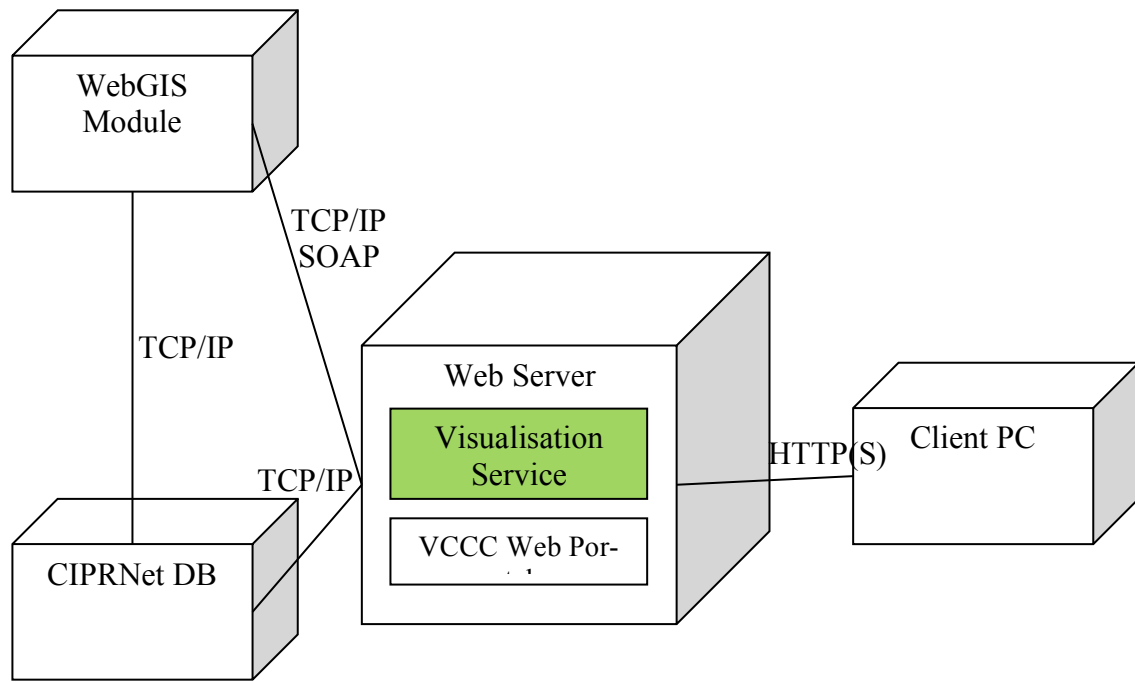 WebGIS
Module
TCP/IP
SOAP
TCP/IP
Web Server
Visualisation
Service
VCCC Web Por-
TCP/IP
HTTP(S)
Client PC
CIPRNet DB